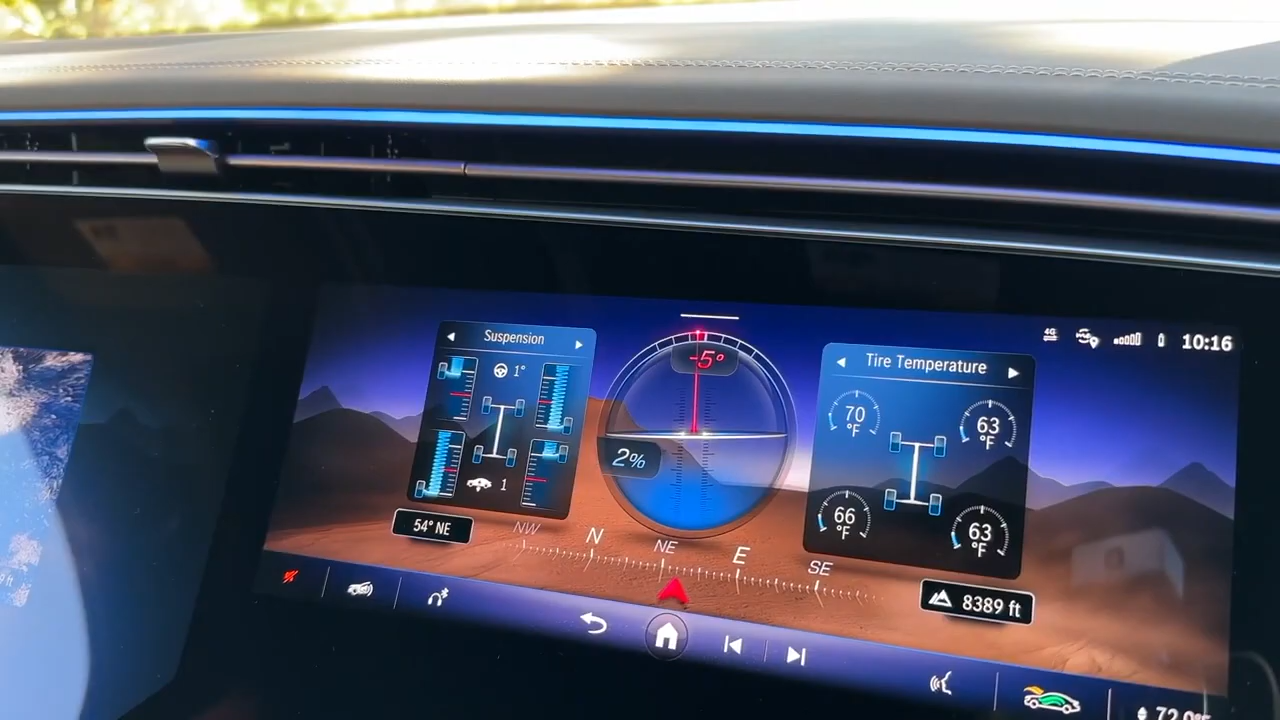 4G
10:16
Suspension
1°
1
-5°
2%
Tire Temperature
70
°F
63
°F
66
°F
63
°F
54° NE
NW
N
NE
E
SE
8389 ft